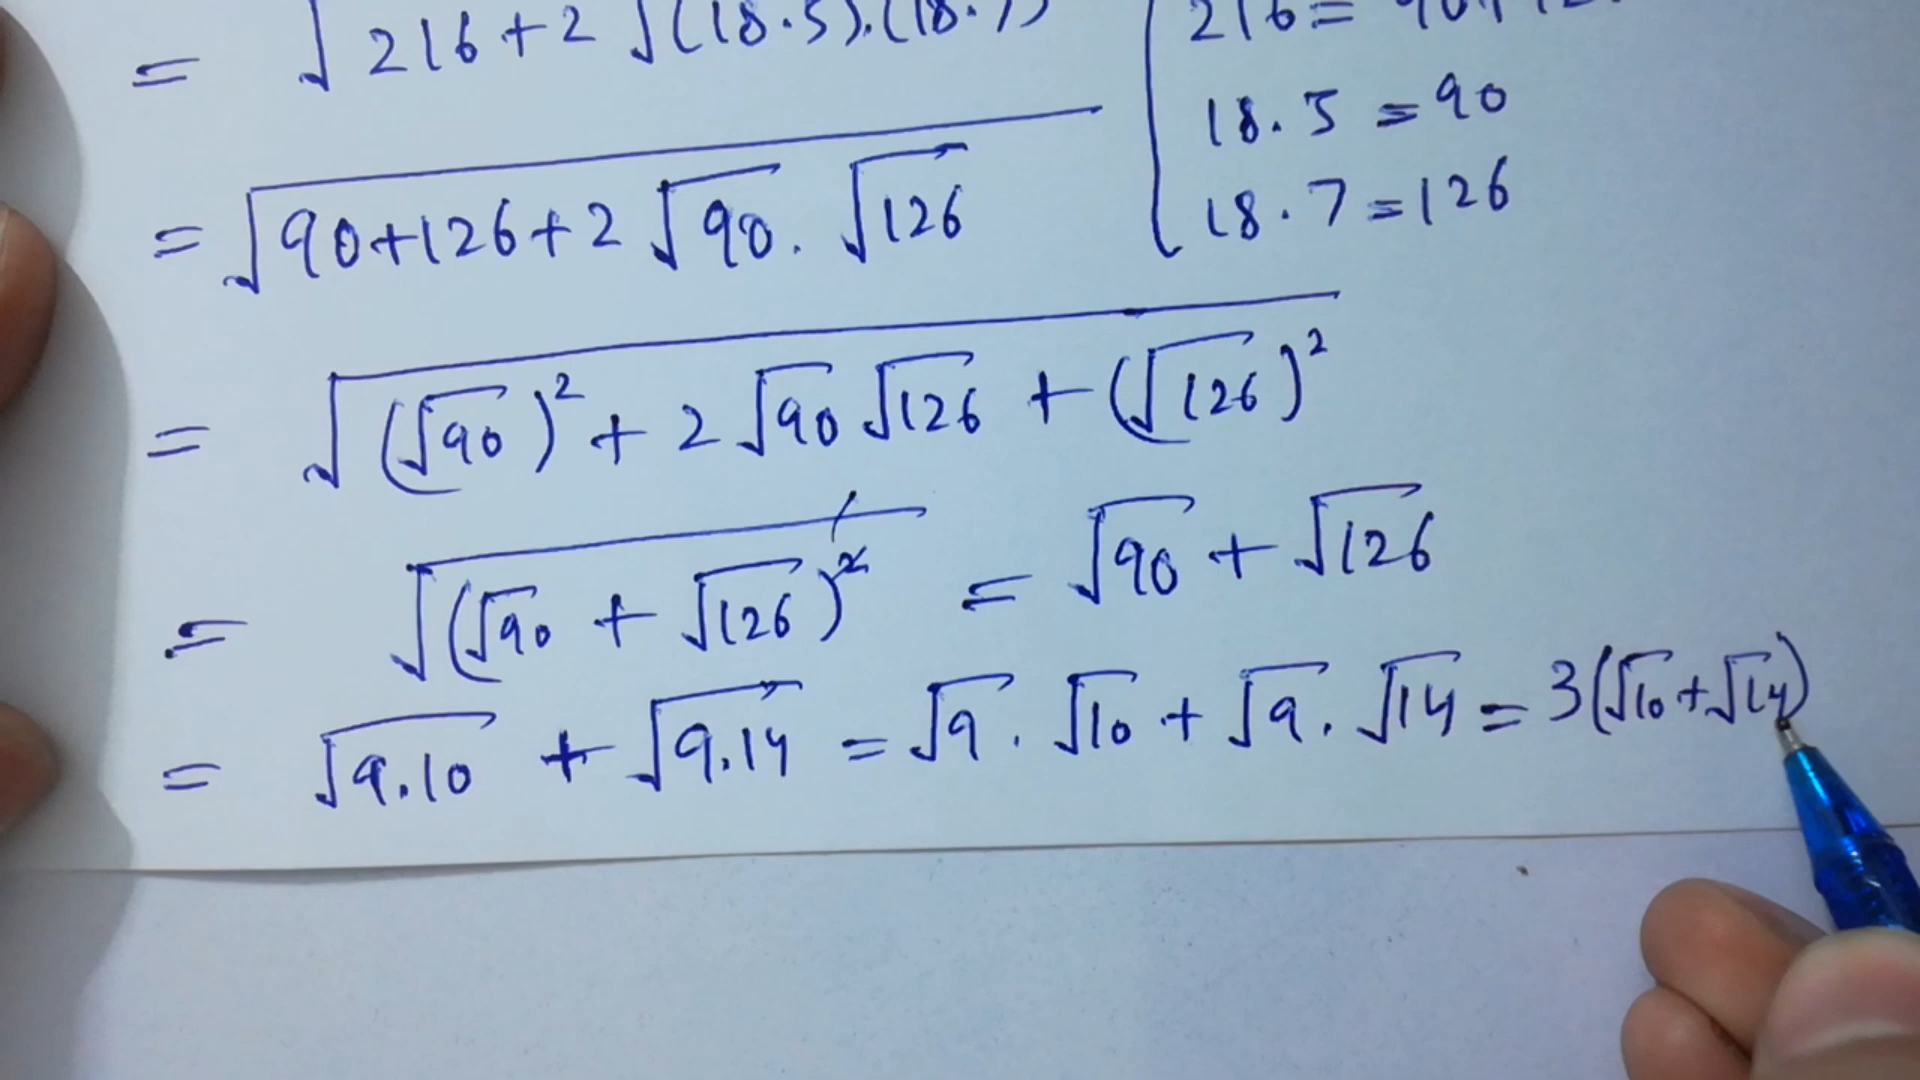 = √216+2√(18.5).(18.7)
216=
18.5 = 90
18.7=126
= √90+126+2√90.√126
= √(√90)²+2√90√126+(√126)²
= √(√90+√126)² = √90+√126
= √9.10 + √9.14 = √9.√10+√9.√14 = 3(√10+√14)